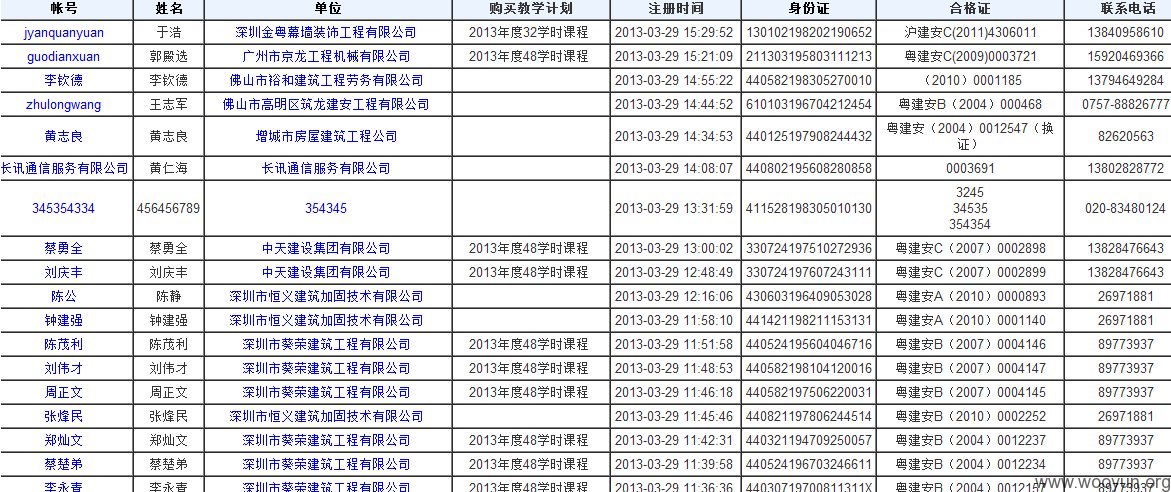 帐号 姓名 单位 购买教学计划 注册时间 身份证 合格证 联系电话
jyanquanyuan 于浩 深圳金粤幕墙装饰工程有限公司 2013年度32学时课程 2013-03-29 15:29:52 130102198202190652 沪建安C(2011)4306011 13840958610
guodianxuan 郭殿选 广州市京龙工程机械有限公司 2013年度48学时课程 2013-03-29 15:21:09 211303195803111213 粤建安C(2009)0003721 15920469366
李钦德 李钦德 佛山市裕和建筑工程劳务有限公司 2013-03-29 14:55:22 440582198305270010 （2010）0001185 13794649284
zhulongwang 王志军 佛山市高明区筑龙建安工程有限公司 2013-03-29 14:44:52 610103196704212454 粤建安B（2004）000468 0757-88826777
黄志良 黄志良 增城市房屋建筑工程公司 2013-03-29 14:34:53 440125197908244432 粤建安（2004）0012547（换
证） 82620563
长讯通信服务有限公司 黄仁海 长讯通信服务有限公司 2013-03-29 14:08:07 440802195608280858 0003691 13802828772
345354334 456456789 354345 2013-03-29 13:31:59 411528198305010130 3245
34535
354354 020-83480124
蔡勇全 蔡勇全 中天建设集团有限公司 2013年度48学时课程 2013-03-29 13:00:02 330724197510272936 粤建安C（2007）0002898 13828476643
刘庆丰 刘庆丰 中天建设集团有限公司 2013年度48学时课程 2013-03-29 12:48:49 330724197607243111 粤建安C（2007）0002899 13828476643
陈公 陈静 深圳市恒义建筑加固技术有限公司 2013-03-29 12:16:06 430603196409053028 粤建安A（2010）0000893 26971881
钟建强 钟建强 深圳市恒义建筑加固技术有限公司 2013-03-29 11:58:10 441421198211153131 粤建安A（2010）0001140 26971881
陈茂利 陈茂利 深圳市葵荣建筑工程有限公司 2013年度48学时课程 2013-03-29 11:51:58 440524195604046716 粤建安B（2007）0004146 89773937
刘伟才 刘伟才 深圳市葵荣建筑工程有限公司 2013年度48学时课程 2013-03-29 11:48:53 440582198104120016 粤建安B（2007）0004147 89773937
周正文 周正文 深圳市葵荣建筑工程有限公司 2013年度48学时课程 2013-03-29 11:46:18 440582197506220031 粤建安B（2007）0004145 89773937
张烽民 张烽民 深圳市恒义建筑加固技术有限公司 2013-03-29 11:45:46 440821197806244514 粤建安B（2010）0002252 26971881
郑灿文 郑灿文 深圳市葵荣建筑工程有限公司 2013年度48学时课程 2013-03-29 11:42:31 440321194709250057 粤建安B（2004）0012237 89773937
蔡楚弟 蔡楚弟 深圳市葵荣建筑工程有限公司 2013年度48学时课程 2013-03-29 11:39:58 440524196703246611 粤建安B（2004）0012234 89773937
李永青 李永青 深圳市葵荣建筑工程有限公司 2013年度48学时课程 2013-03-29 11:36:36 44030719700811311X 粤建安B（2004） 89773937
www.wooyun.org